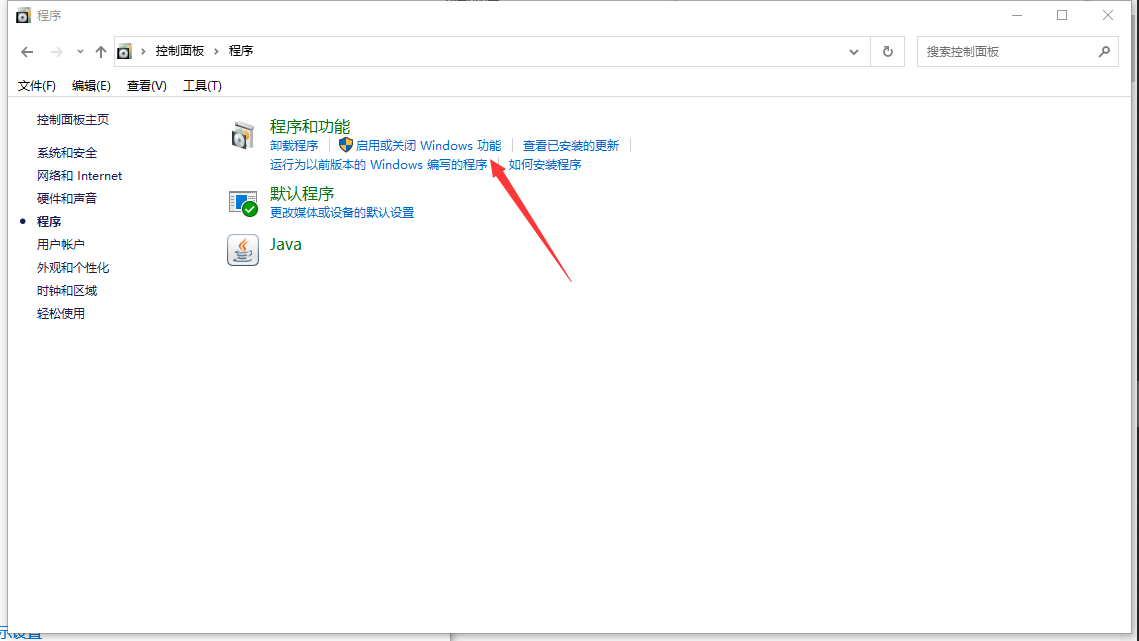 程序
控制面板 程序
搜索控制面板
文件(F) 编辑(E) 查看(V) 工具(T)
控制面板主页
系统和安全
网络和 Internet
硬件和声音
程序
用户帐户
外观和个性化
时钟和区域
轻松使用
程序和功能
卸载程序 启用或关闭 Windows 功能 查看已安装的更新
运行为以前版本的 Windows 编写的程序 如何安装程序
默认程序
更改媒体或设备的默认设置
Java
示设置